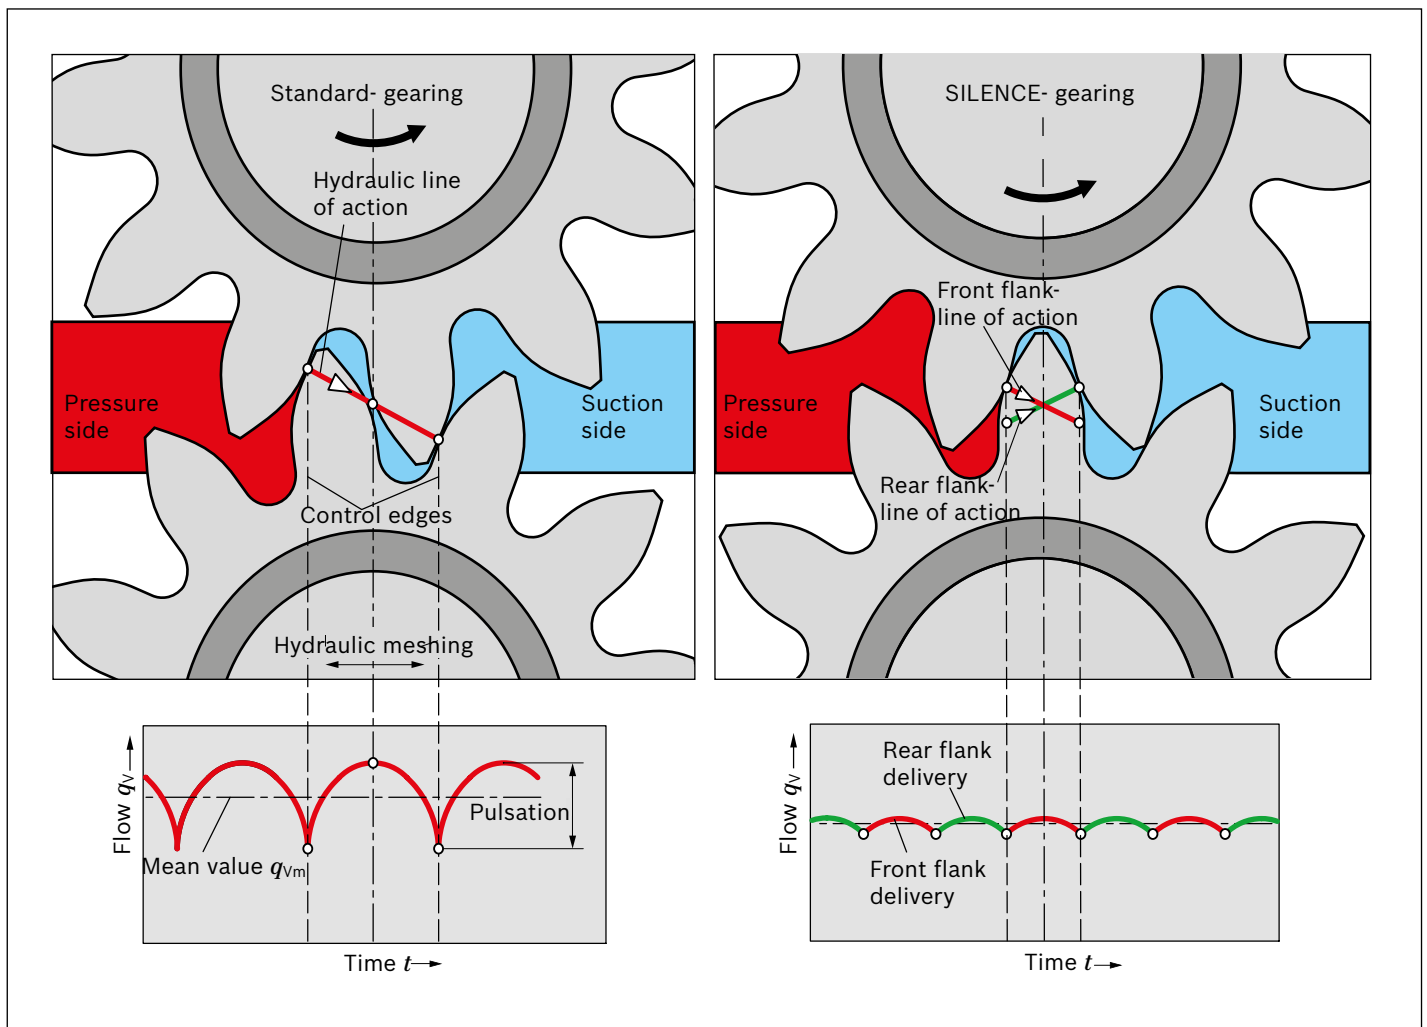 Standard- gearing
Hydraulic line
of action
Pressure
side
Suction
side
Control edges
Hydraulic meshing
Flow qV
Pulsation
Mean value qVm
Time t
SILENCE- gearing
Front flank-
line of action
Pressure
side
Suction
side
Rear flank-
line of action
Flow qV
Rear flank
delivery
Front flank
delivery
Time t